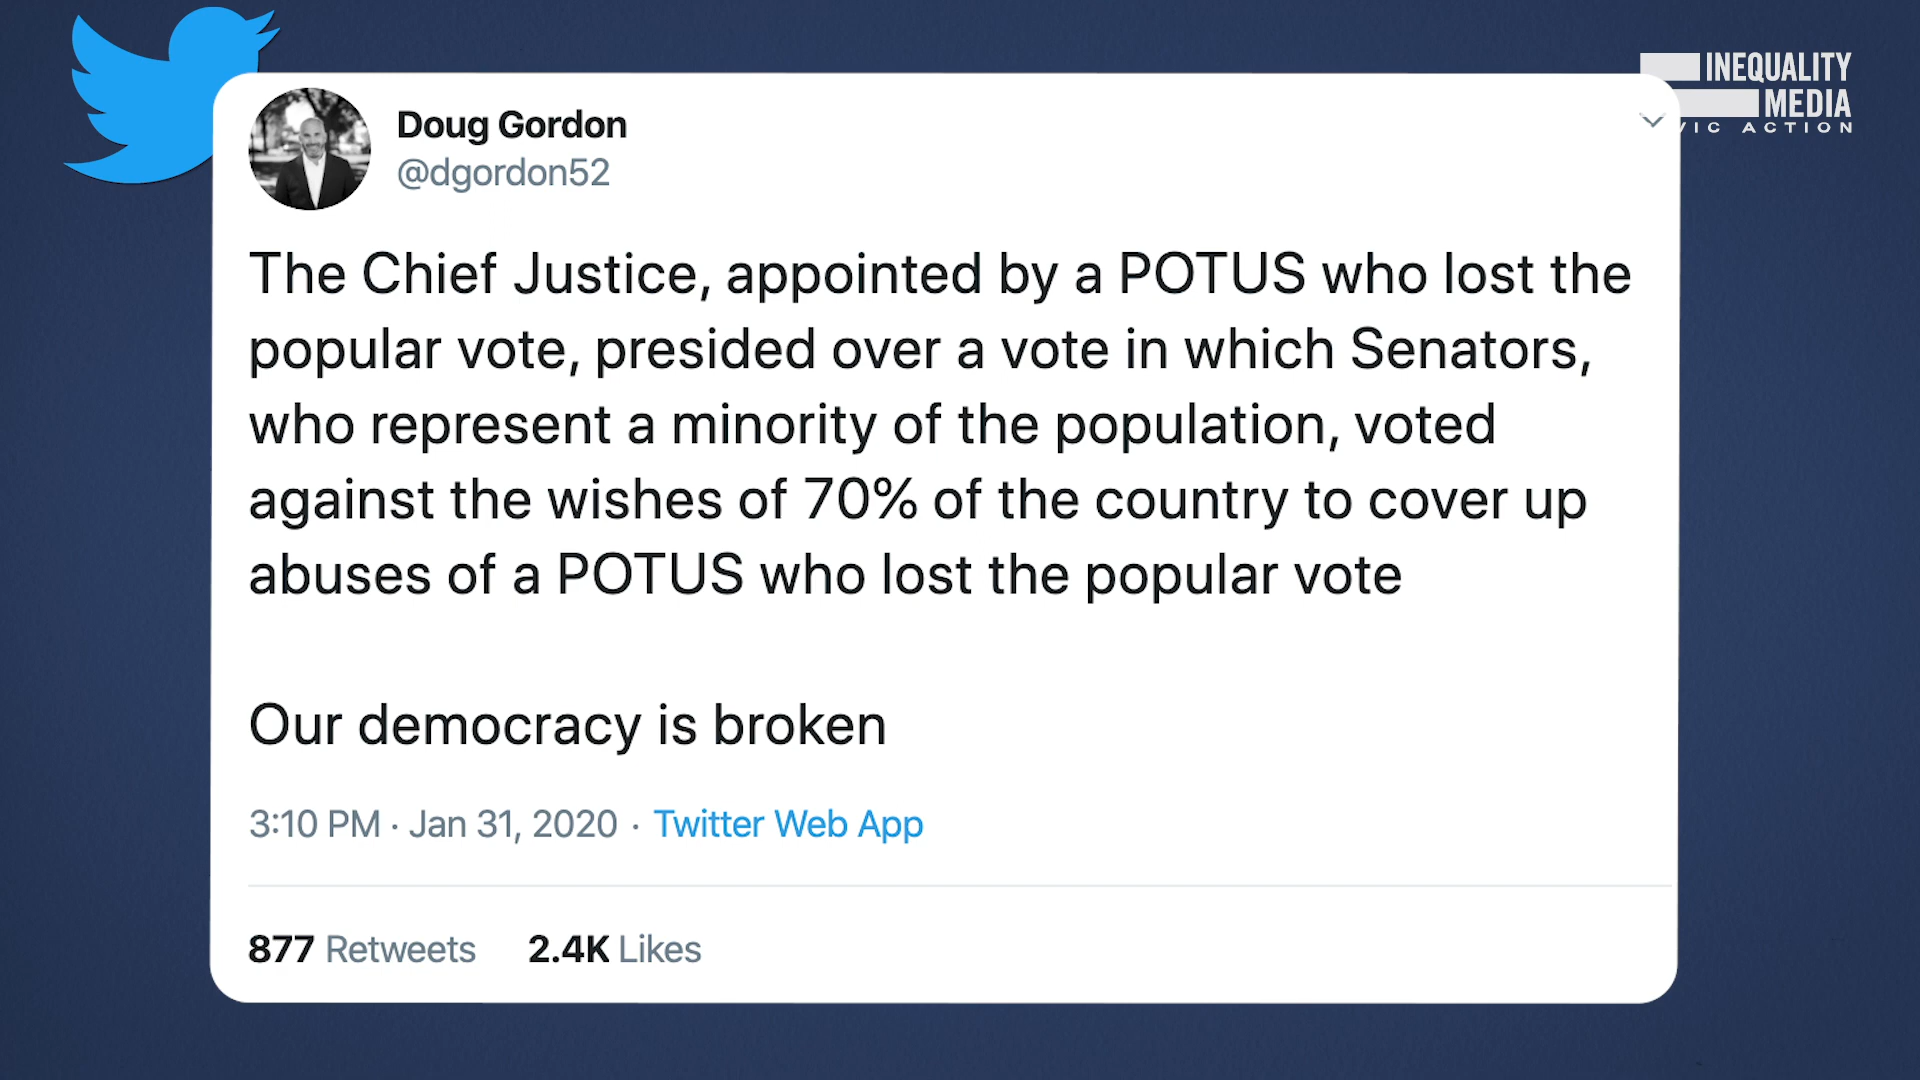 INEQUALITY
MEDIA
VIC ACTION
Doug Gordon
@dgordon52
The Chief Justice, appointed by a POTUS who lost the
popular vote, presided over a vote in which Senators,
who represent a minority of the population, voted
against the wishes of 70% of the country to cover up
abuses of a POTUS who lost the popular vote
Our democracy is broken
3:10 PM · Jan 31, 2020 · Twitter Web App
877 Retweets 2.4K Likes